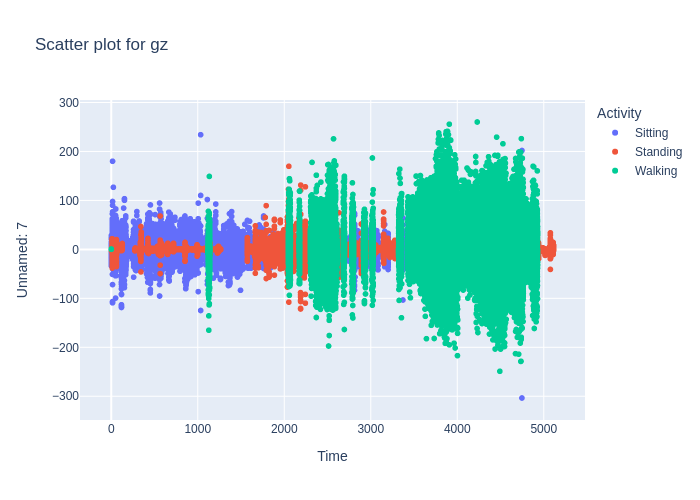 Scatter plot for gz
Activity
Sitting
Standing
Walking
300
200
100
0
−100
−200
−300
Unnamed: 7
0
1000
2000
3000
4000
5000
Time